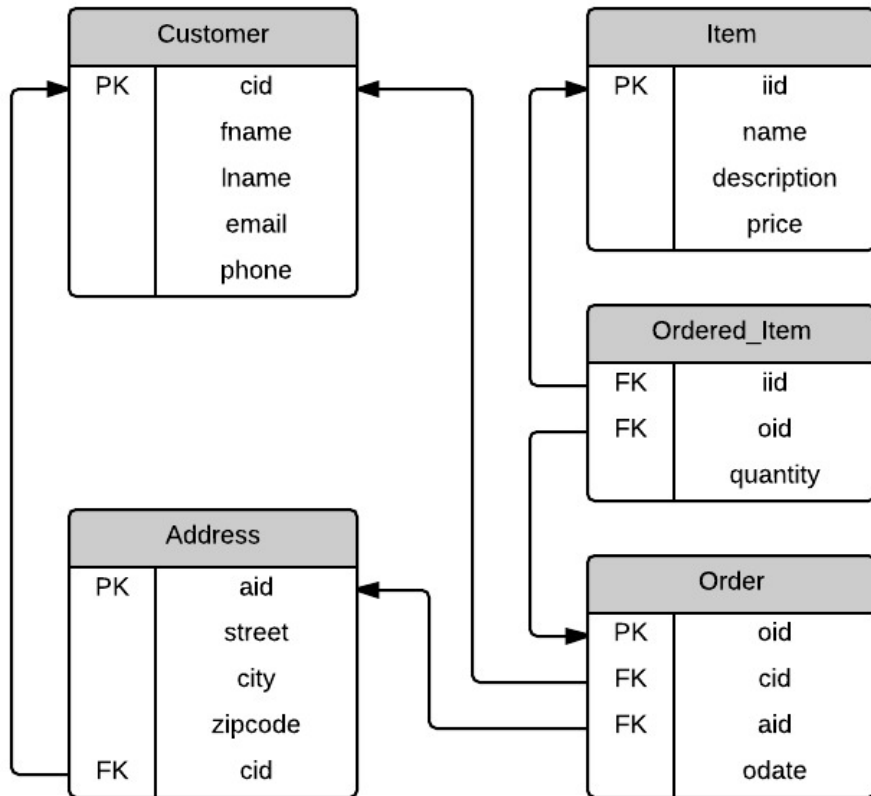 Customer
PK cid
fname
lname
email
phone
Item
PK iid
name
description
price
Ordered_Item
FK iid
FK oid
quantity
Address
PK aid
street
city
zipcode
FK cid
Order
PK oid
FK cid
FK aid
odate